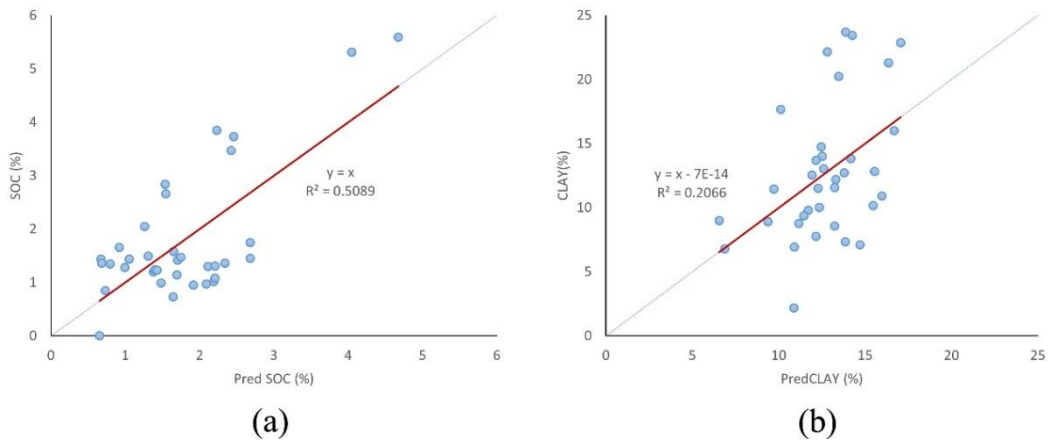 6
5
4
3
2
1
0
SOC (%)
y = x
R² = 0.5089
0 1 2 3 4 5 6
Pred SOC (%)
(a)
25
20
15
10
5
0
CLAY(%)
y = x - 7E-14
R² = 0.2066
0 5 10 15 20 25
PredCLAY (%)
(b)